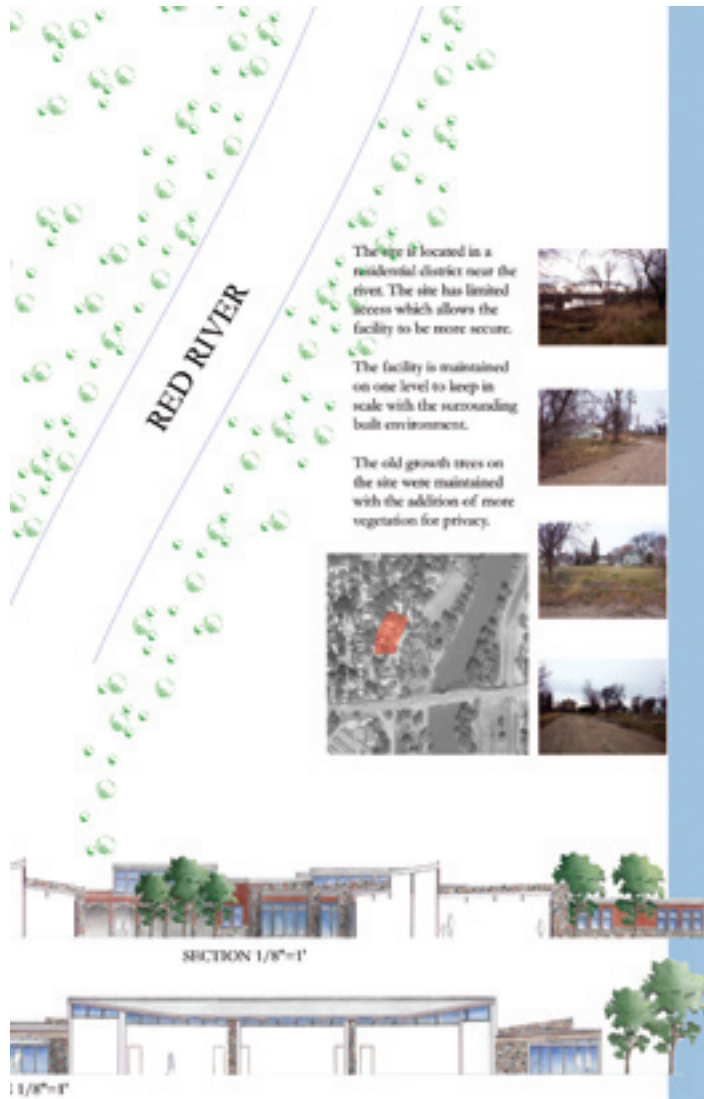 RED RIVER
The site is located in a
residential district near the
river. The site has limited
access which allows the
facility to be more secure.
The facility is maintained
on one level to keep in
scale with the surrounding
built environment.
The old growth trees on
the site were maintained
with the addition of more
vegetation for privacy.
SECTION 1/8"=1'
1/8"=1'